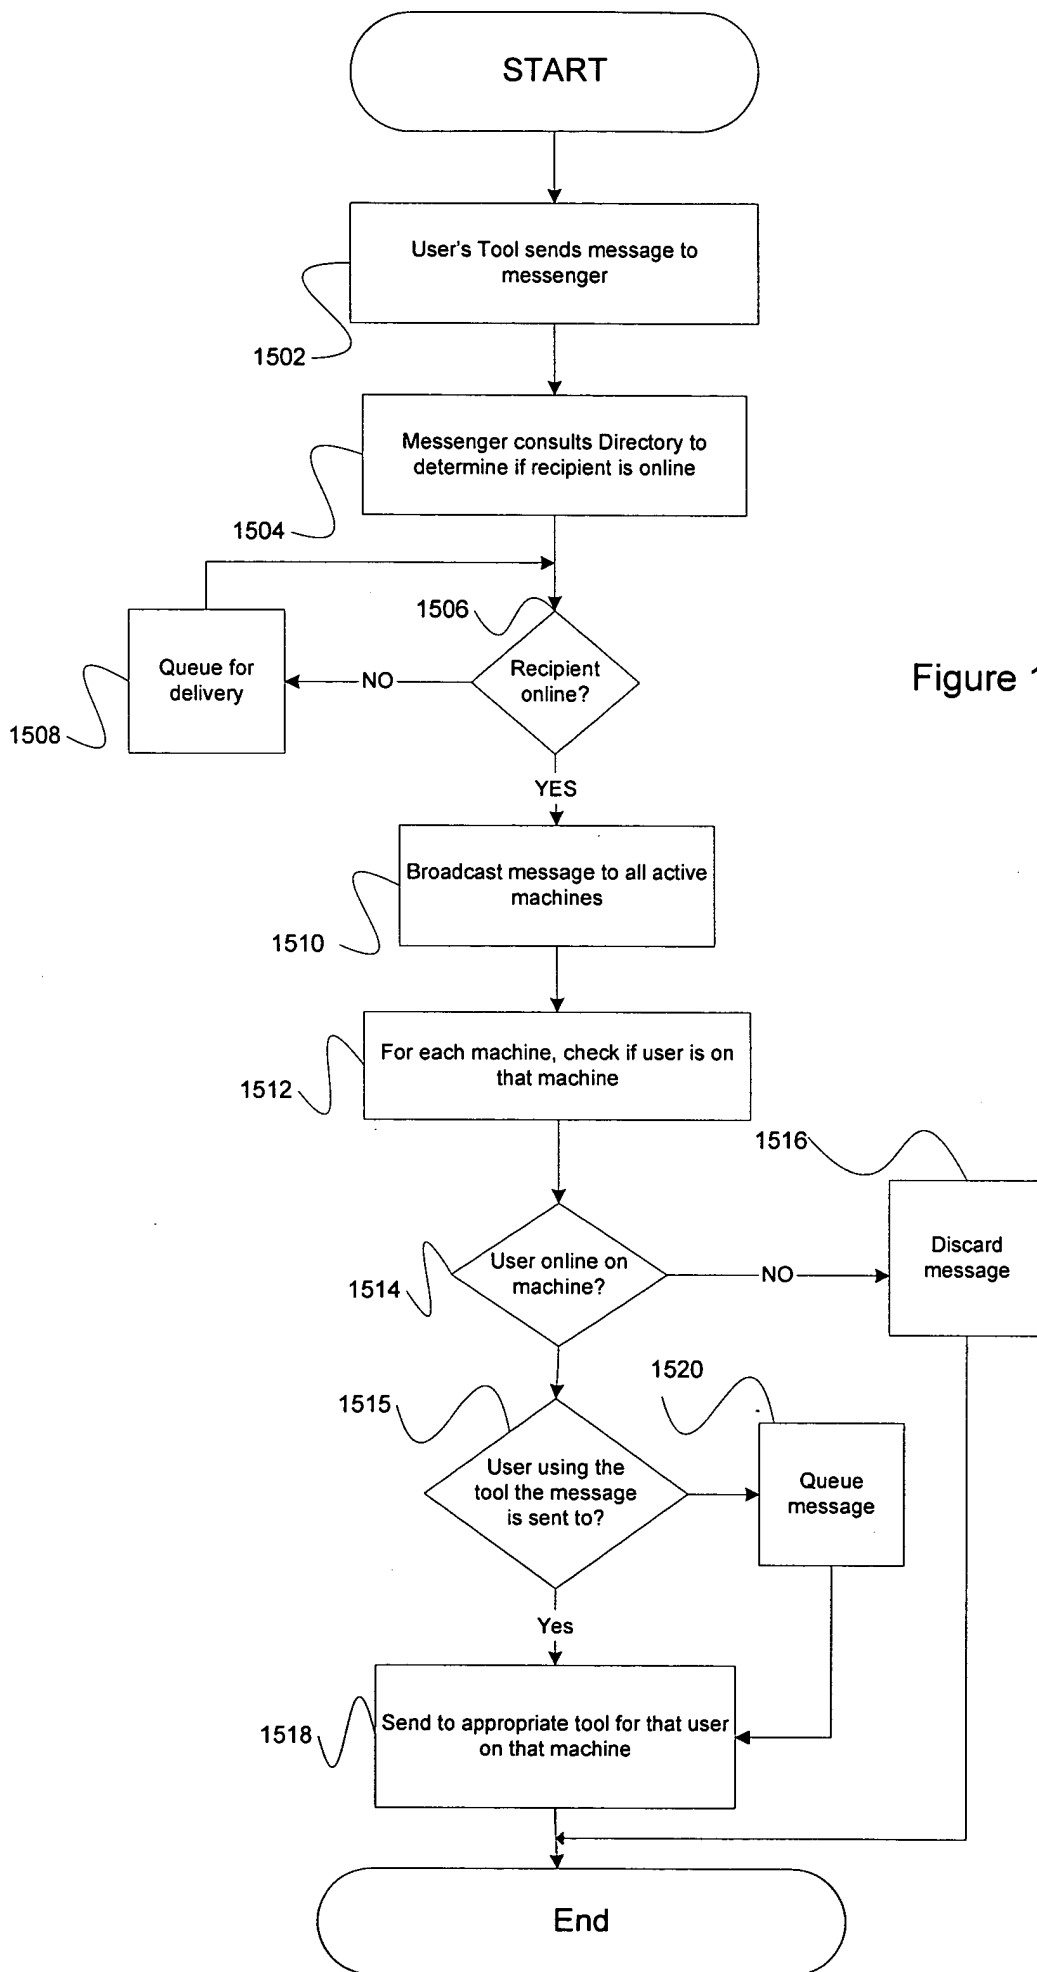 START
User's Tool sends message to
messenger
1502
Messenger consults Directory to
determine if recipient is online
1504
1506
Recipient
online?
NO
Queue for
delivery
1508
Figure
YES
Broadcast message to all active
machines
1510
For each machine, check if user is on
that machine
1512
1516
Discard
message
User online on
machine?
NO
1514
1520
1515
User using the
tool the message
is sent to?
Queue
message
Yes
Send to appropriate tool for that user
on that machine
1518
End